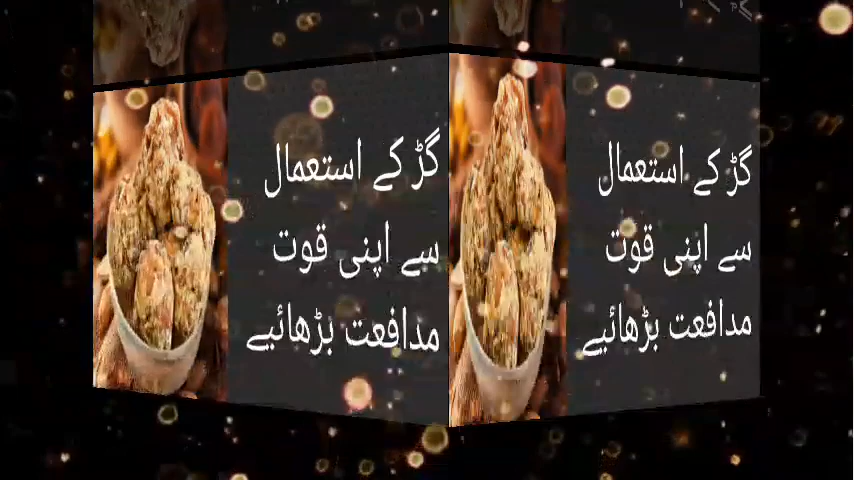 گڑ کے استعمال
سے اپنی قوت
مدافعت بڑھائیے
گڑ کے استعمال
سے اپنی قوت
مدافعت بڑھائیے